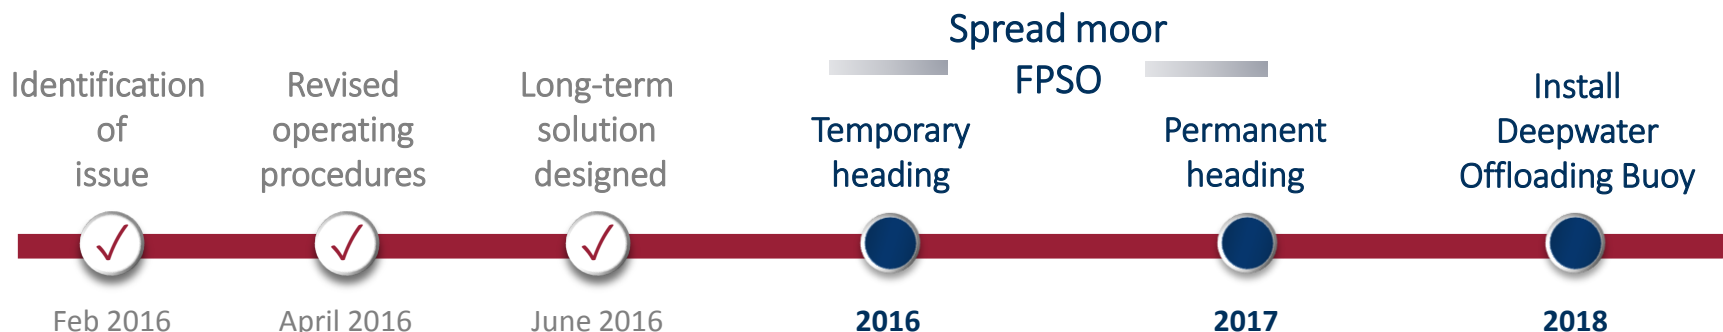 Identification
of
issue
Feb 2016
Revised
operating
procedures
April 2016
Long-term
solution
designed
June 2016
Spread moor
FPSO
Temporary
heading
2016
Permanent
heading
2017
Install
Deepwater
Offloading Buoy
2018